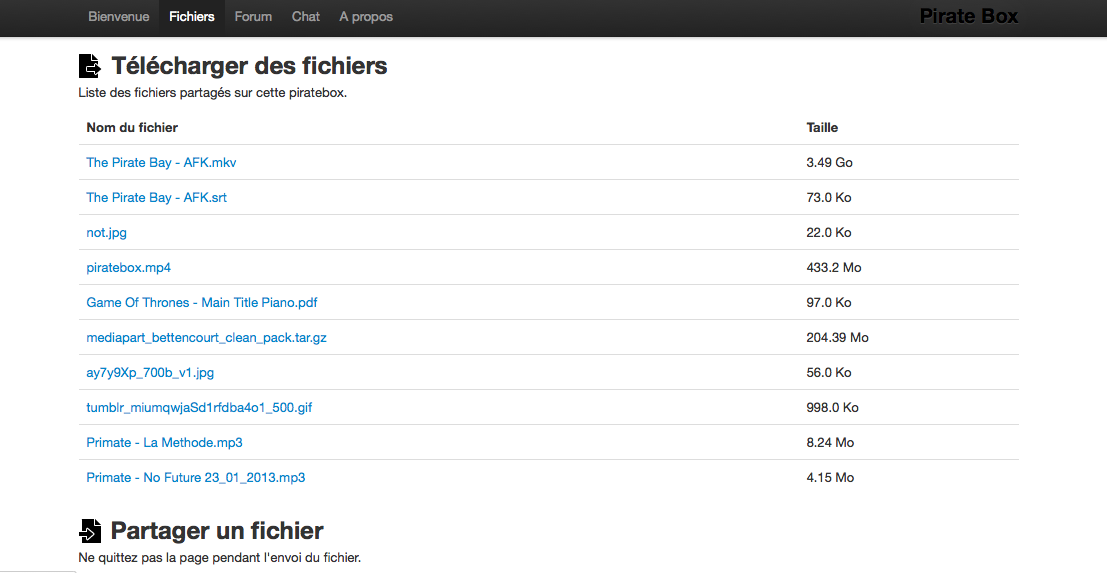 Bienvenue Fichiers Forum Chat A propos Pirate Box
Télécharger des fichiers
Liste des fichiers partagés sur cette piratebox.
Nom du fichier Taille
The Pirate Bay - AFK.mkv 3.49 Go
The Pirate Bay - AFK.srt 73.0 Ko
not.jpg 22.0 Ko
piratebox.mp4 433.2 Mo
Game Of Thrones - Main Title Piano.pdf 97.0 Ko
mediapart_bettencourt_clean_pack.tar.gz 204.39 Mo
ay7y9Xp_700b_v1.jpg 56.0 Ko
tumblr_miumqwjaSd1rfdba4o1_500.gif 998.0 Ko
Primate - La Methode.mp3 8.24 Mo
Primate - No Future 23_01_2013.mp3 4.15 Mo
Partager un fichier
Ne quittez pas la page pendant l'envoi du fichier.